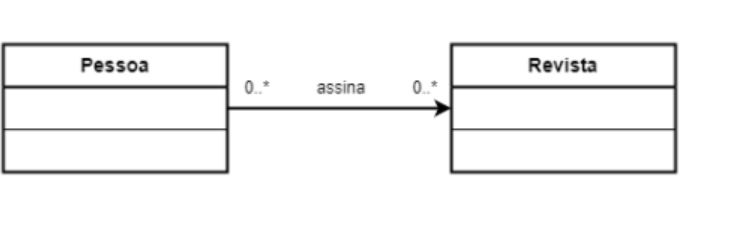 Pessoa
Revista
0..*
assina
0..*